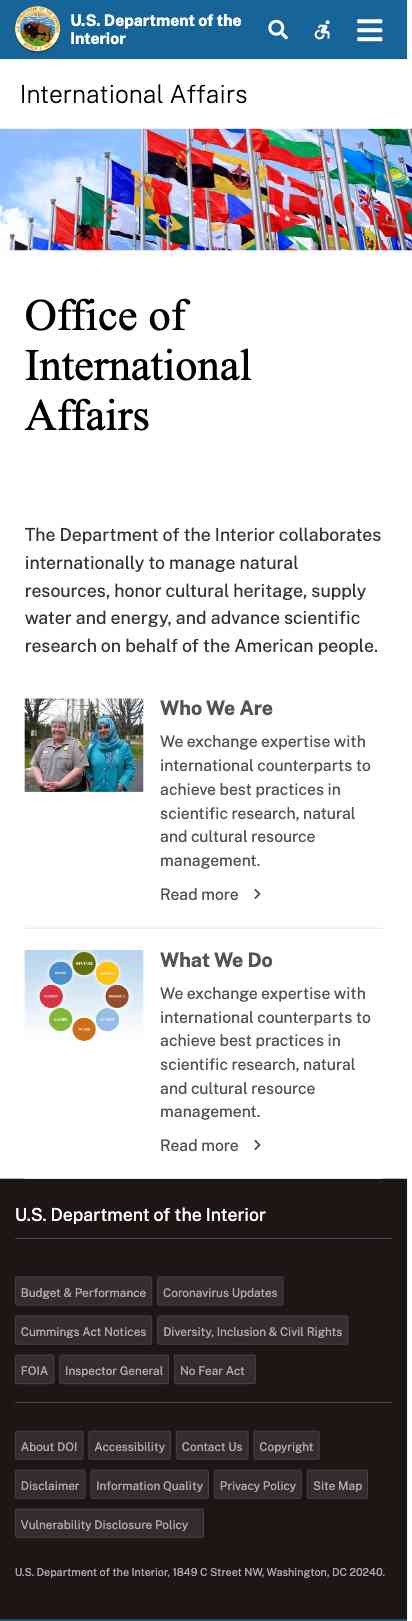 U.S. Department of the
Interior
International Affairs
Office of
International
Affairs
The Department of the Interior collaborates
internationally to manage natural
resources, honor cultural heritage, supply
water and energy, and advance scientific
research on behalf of the American people.
Who We Are
We exchange expertise with
international counterparts to
achieve best practices in
scientific research, natural
and cultural resource
management.
Read more
What We Do
We exchange expertise with
international counterparts to
achieve best practices in
scientific research, natural
and cultural resource
management.
Read more
U.S. Department of the Interior
Budget & Performance Coronavirus Updates
Cummings Act Notices Diversity, Inclusion & Civil Rights
FOIA Inspector General No Fear Act
About DOI Accessibility Contact Us Copyright
Disclaimer Information Quality Privacy Policy Site Map
Vulnerability Disclosure Policy
U.S. Department of the Interior, 1849 C Street NW, Washington, DC 20240.